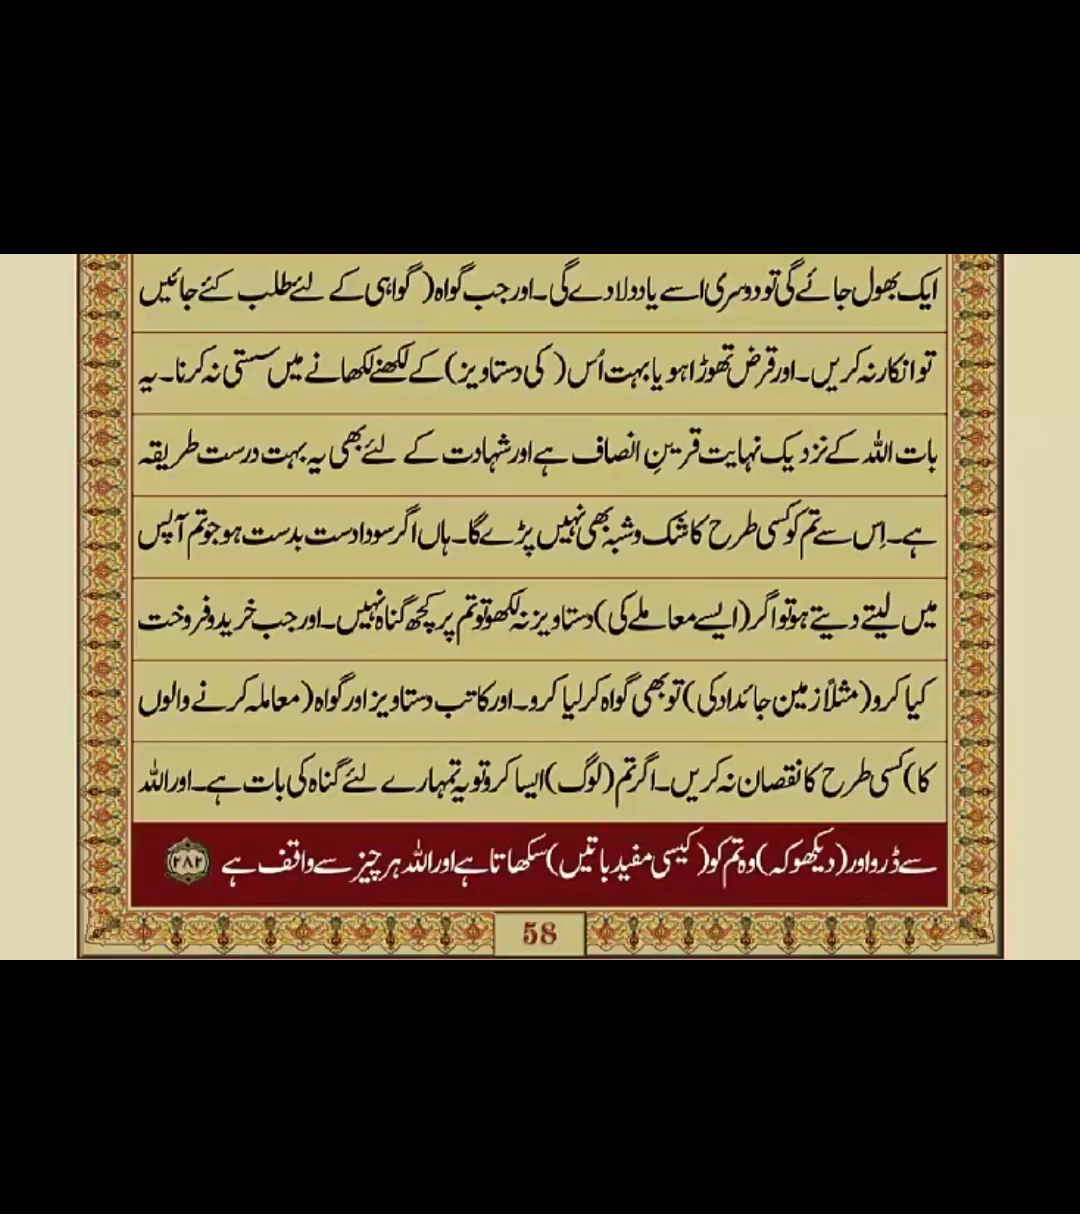 ایک بھول جائے گی تو دوسری اسے یاد دلا دے گی۔ اور جب گواہ (گواہی کے لئے طلب کئے جائیں
تو انکار نہ کریں۔ اور قرض تھوڑا ہو یا بہت اُس (کی دستاویز) کے لکھنے لکھانے میں سستی نہ کرنا۔ یہ
بات اللہ کے نزدیک نہایت قرینِ انصاف ہے اور شہادت کے لئے بھی یہ بہت درست طریقہ
ہے۔ اِس سے تم کو کسی طرح کا شک و شبہ بھی نہیں پڑے گا۔ ہاں اگر سودا دست بدست ہو جو تم آپس
میں لیتے دیتے ہو تو اگر (ایسے معاملے کی) دستاویز نہ لکھو تو تم پر کچھ گناہ نہیں۔ اور جب خرید و فروخت
کیا کرو (مثلاً زمین جائداد کی) تو بھی گواہ کر لیا کرو۔ اور کاتب دستاویز اور گواہ (معاملہ کرنے والوں
کا) کسی طرح کا نقصان نہ کریں۔ اگر تم (لوگ) ایسا کرو تو یہ تمہارے لئے گناہ کی بات ہے۔ اور اللہ
سے ڈرو اور (دیکھو کہ) وہ تم کو (کیسی مفید باتیں) سکھاتا ہے اور اللہ ہر چیز سے واقف ہے ۲۸۲
58